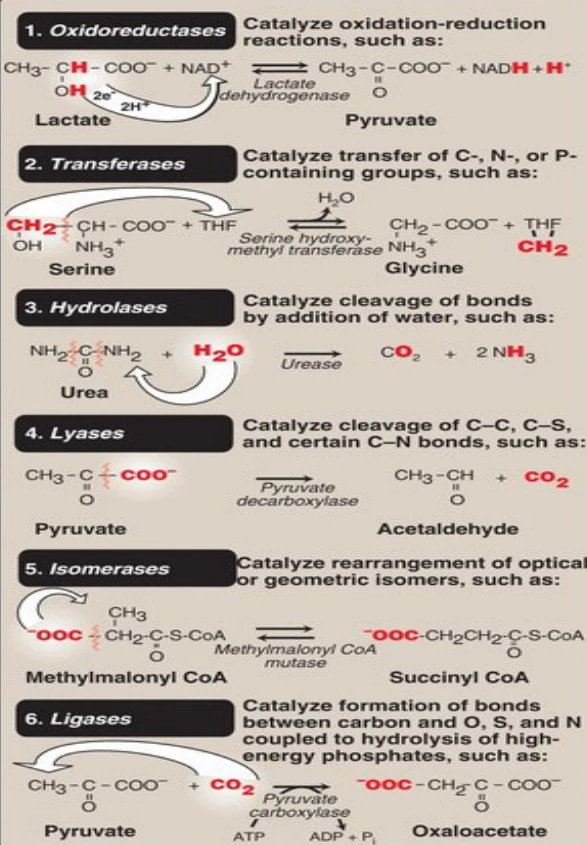 1. Oxidoreductases
Catalyze oxidation-reduction
reactions, such as:
CH₃- CH - COO⁻ + NAD⁺
CH₃ - C - COO⁻ + NADH + H⁺
OH
2e⁻
2H⁺
Lactate
dehydrogenase
O
Lactate
Pyruvate
2. Transferases
Catalyze transfer of C-, N-, or P-
containing groups, such as:
H₂O
CH₂ - CH - COO⁻ + THF
CH₂ - COO⁻ + THF
OH
NH₃⁺
Serine hydroxy-
methyl transferase
NH₃⁺
CH₂
Serine
Glycine
3. Hydrolases
Catalyze cleavage of bonds
by addition of water, such as:
NH₂-C-NH₂ + H₂O
CO₂ + 2 NH₃
O
Urease
Urea
4. Lyases
Catalyze cleavage of C–C, C–S,
and certain C–N bonds, such as:
CH₃ - C - COO⁻
CH₃ - CH + CO₂
O
Pyruvate
decarboxylase
O
Pyruvate
Acetaldehyde
5. Isomerases
Catalyze rearrangement of optical
or geometric isomers, such as:
CH₃
⁻OOC - CH₂-C-S-CoA
⁻OOC-CH₂CH₂-C-S-CoA
O
Methylmalonyl CoA
mutase
O
Methylmalonyl CoA
Succinyl CoA
6. Ligases
Catalyze formation of bonds
between carbon and O, S, and N
coupled to hydrolysis of high-
energy phosphates, such as:
CH₃ - C - COO⁻ + CO₂
⁻OOC - CH₂- C - COO⁻
O
Pyruvate
carboxylase
O
Pyruvate
ATP
ADP + Pᵢ
Oxaloacetate